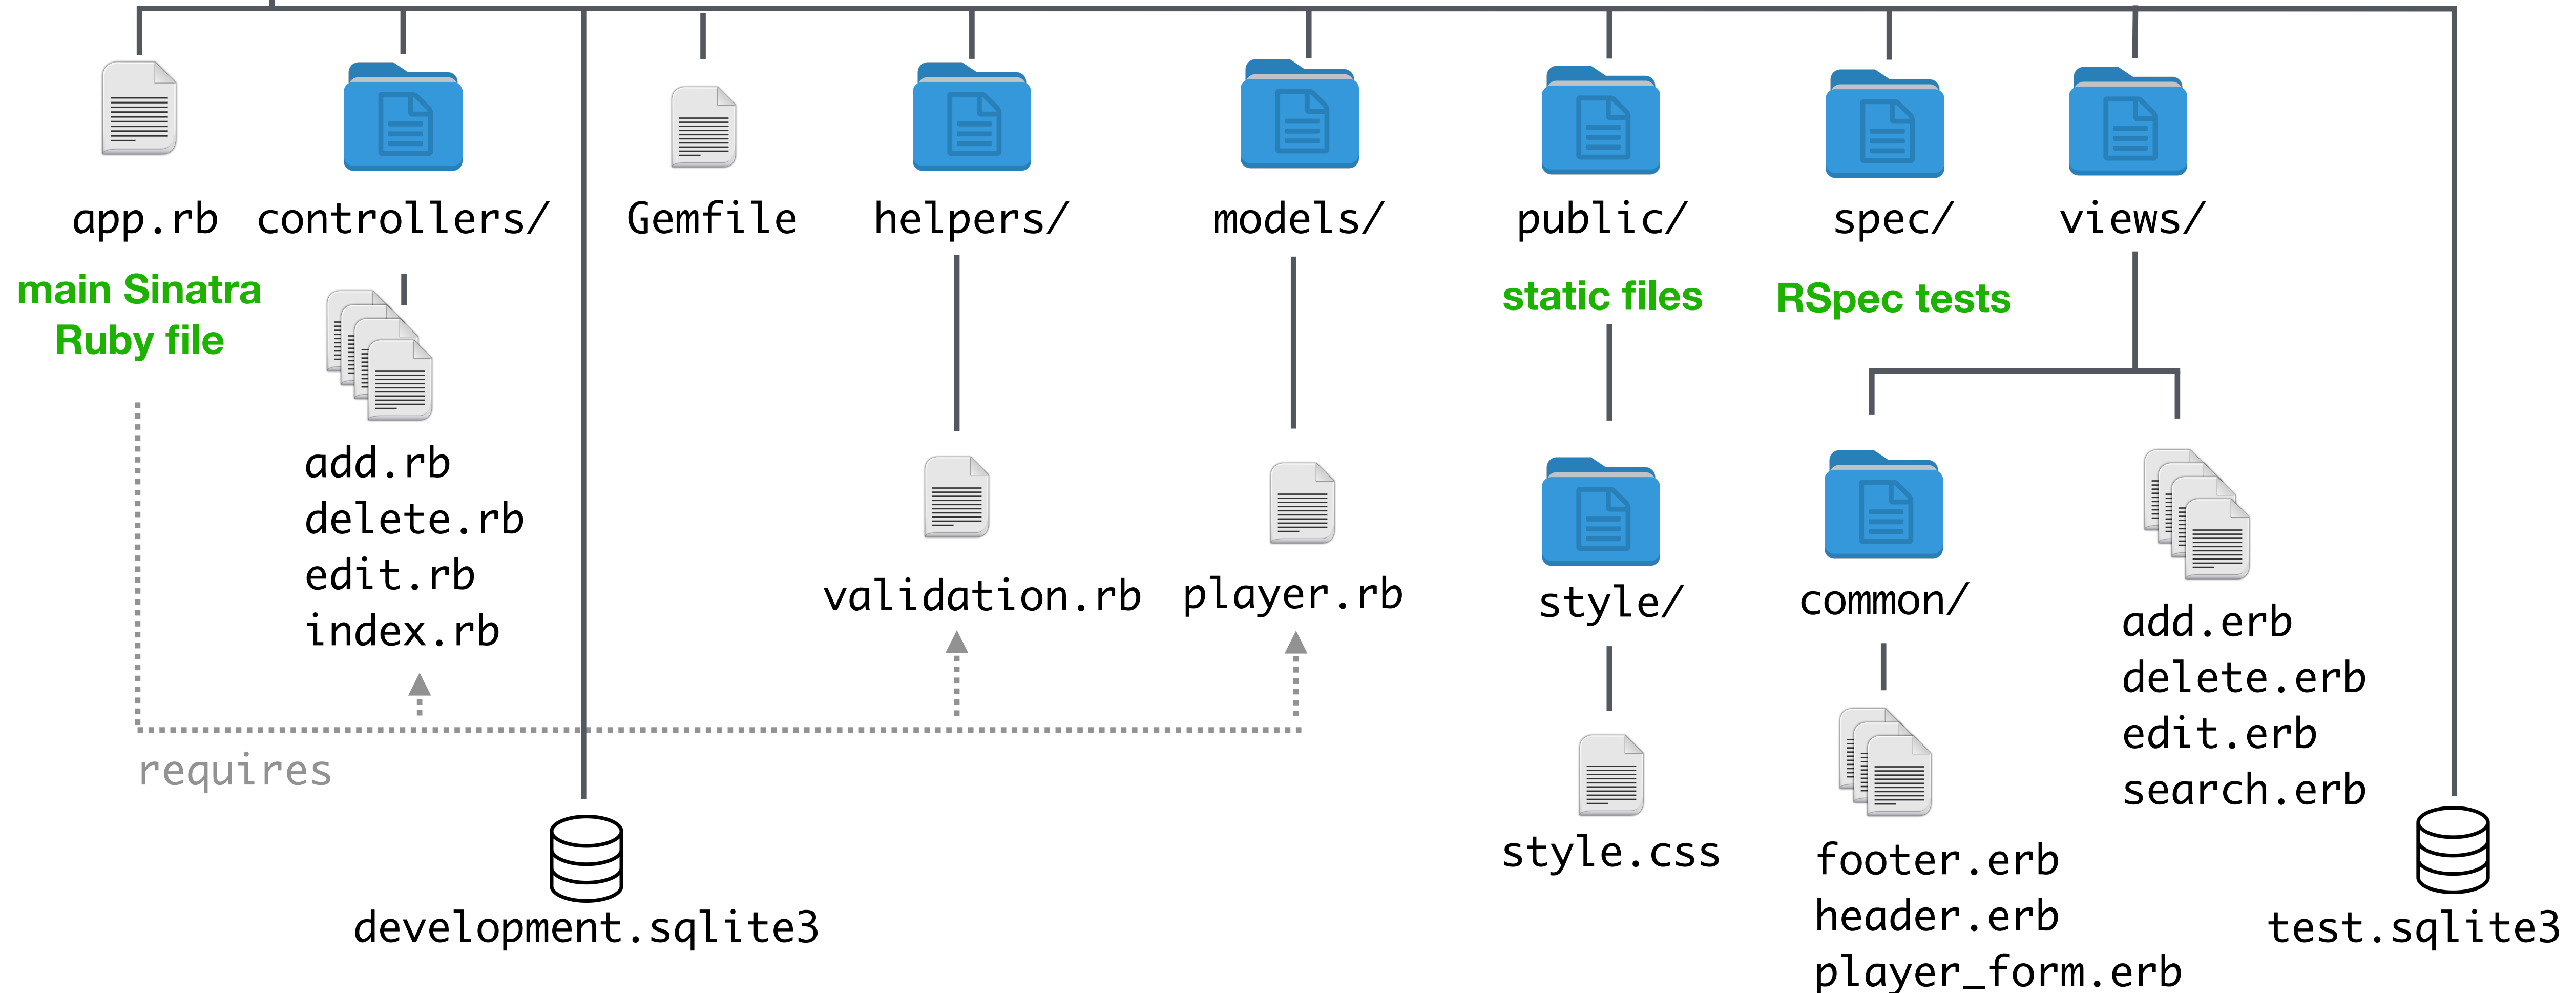 app.rb
controllers/
Gemfile
helpers/
models/
public/
spec/
views/
main Sinatra
Ruby file
static files
RSpec tests
add.rb
delete.rb
edit.rb
index.rb
validation.rb
player.rb
style/
common/
add.erb
delete.erb
edit.erb
search.erb
requires
style.css
footer.erb
header.erb
player_form.erb
development.sqlite3
test.sqlite3